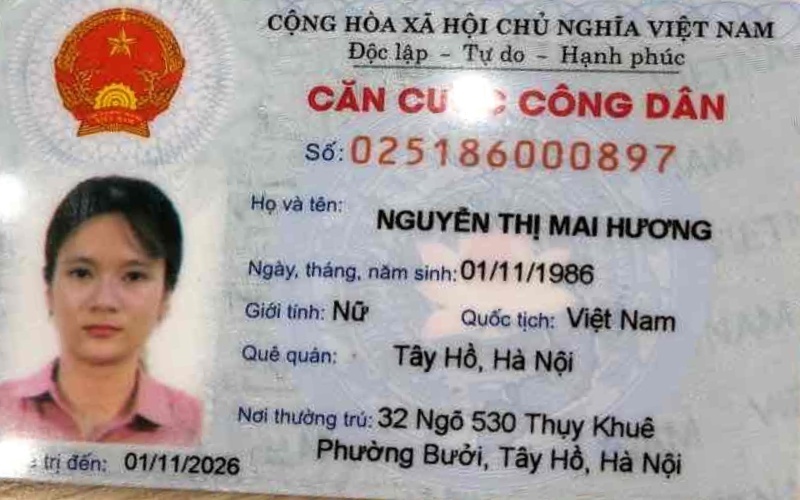 CỘNG HÒA XÃ HỘI CHỦ NGHĨA VIỆT NAM
Độc lập - Tự do - Hạnh phúc
CĂN CƯỚC CÔNG DÂN
Số: 025186000897
Họ và tên:
NGUYỄN THỊ MAI HƯƠNG
Ngày, tháng, năm sinh: 01/11/1986
Giới tính: Nữ Quốc tịch: Việt Nam
Quê quán: Tây Hồ, Hà Nội
Nơi thường trú: 32 Ngõ 530 Thụy Khuê
Phường Bưởi, Tây Hồ, Hà Nội
trị đến: 01/11/2026